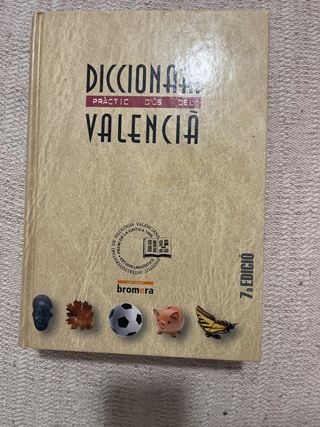 DICCIONARI
PRÀCTIC D'ÚS DEL
VALENCIÀ
bromera
7a EDICIÓ